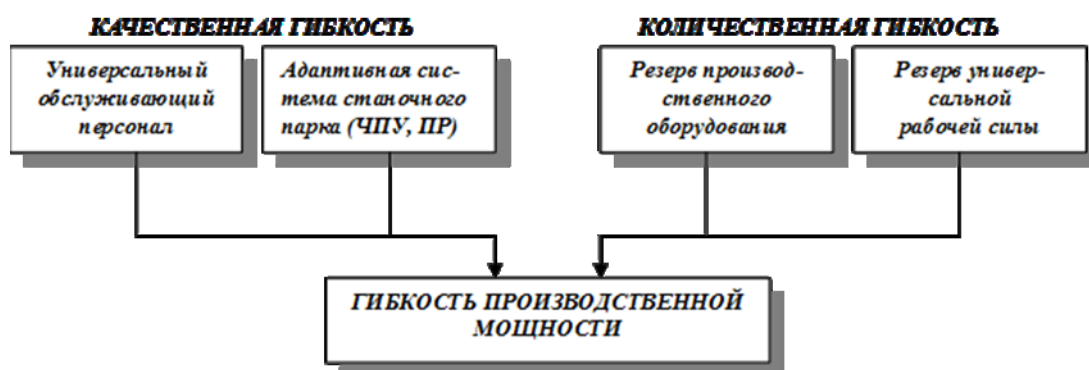 КАЧЕСТВЕННАЯ ГИБКОСТЬ
КОЛИЧЕСТВЕННАЯ ГИБКОСТЬ
Универсальный
обслуживающий
персонал
Адаптивная сис-
тема станочного
парка (ЧПУ, ПР)
Резерв производ-
ственного
оборудования
Резерв универ-
сальной
рабочей силы
ГИБКОСТЬ ПРОИЗВОДСТВЕННОЙ
МОЩНОСТИ